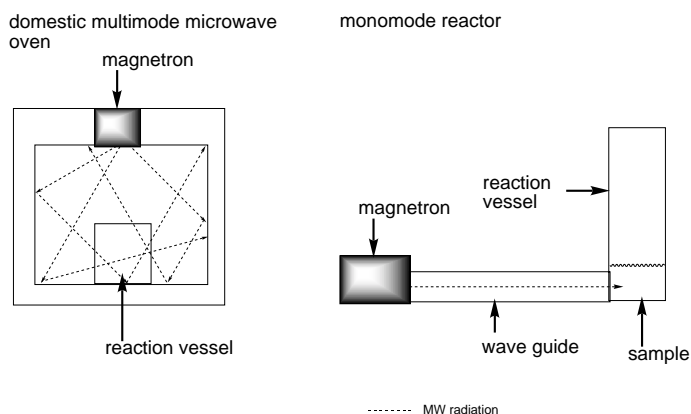 domestic multimode microwave
oven
magnetron
reaction vessel
monomode reactor
magnetron
reaction
vessel
wave guide
sample
MW radiation